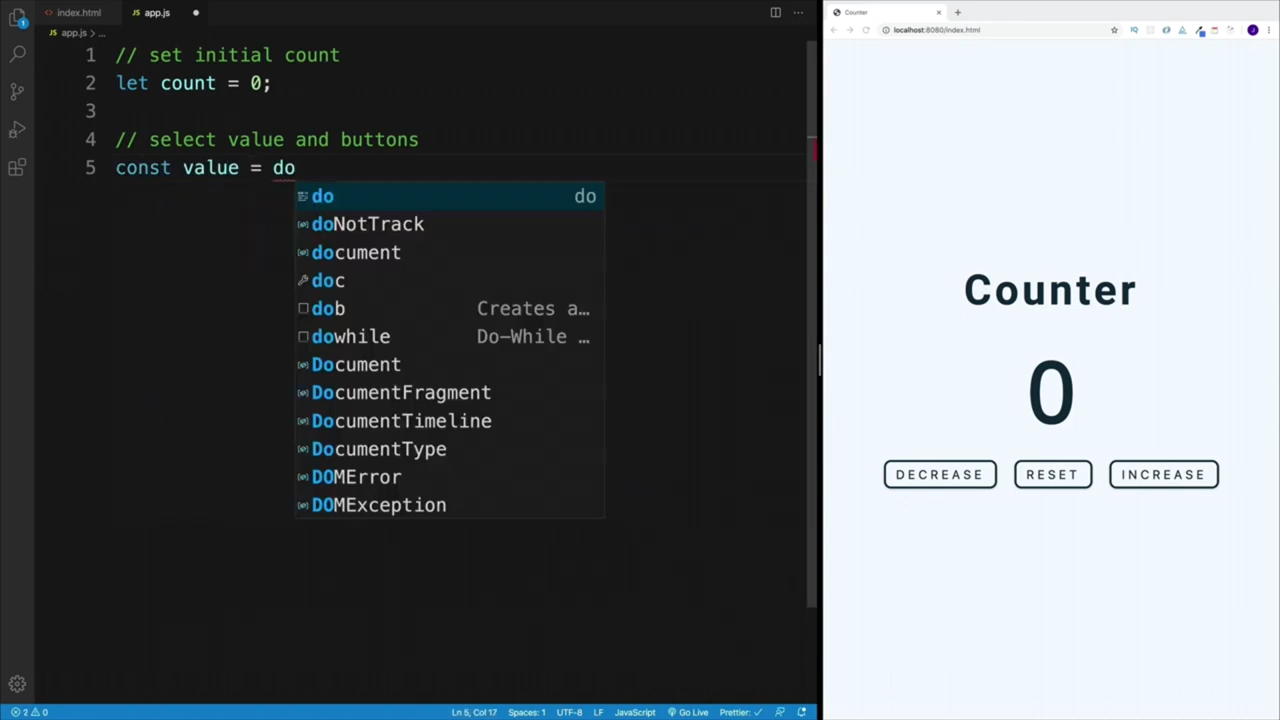 index.html
app.js
app.js > ...
1 // set initial count
2 let count = 0;
3
4 // select value and buttons
5 const value = do
do do
doNotTrack
document
doc
dob Creates a…
dowhile Do-While …
Document
DocumentFragment
DocumentTimeline
DocumentType
DOMError
DOMException
1
2 0
Ln 5, Col 17 Spaces: 1 UTF-8 LF JavaScript Go Live Prettier: ✓
Counter
localhost:8080/index.html
J
Counter
0
DECREASE RESET INCREASE